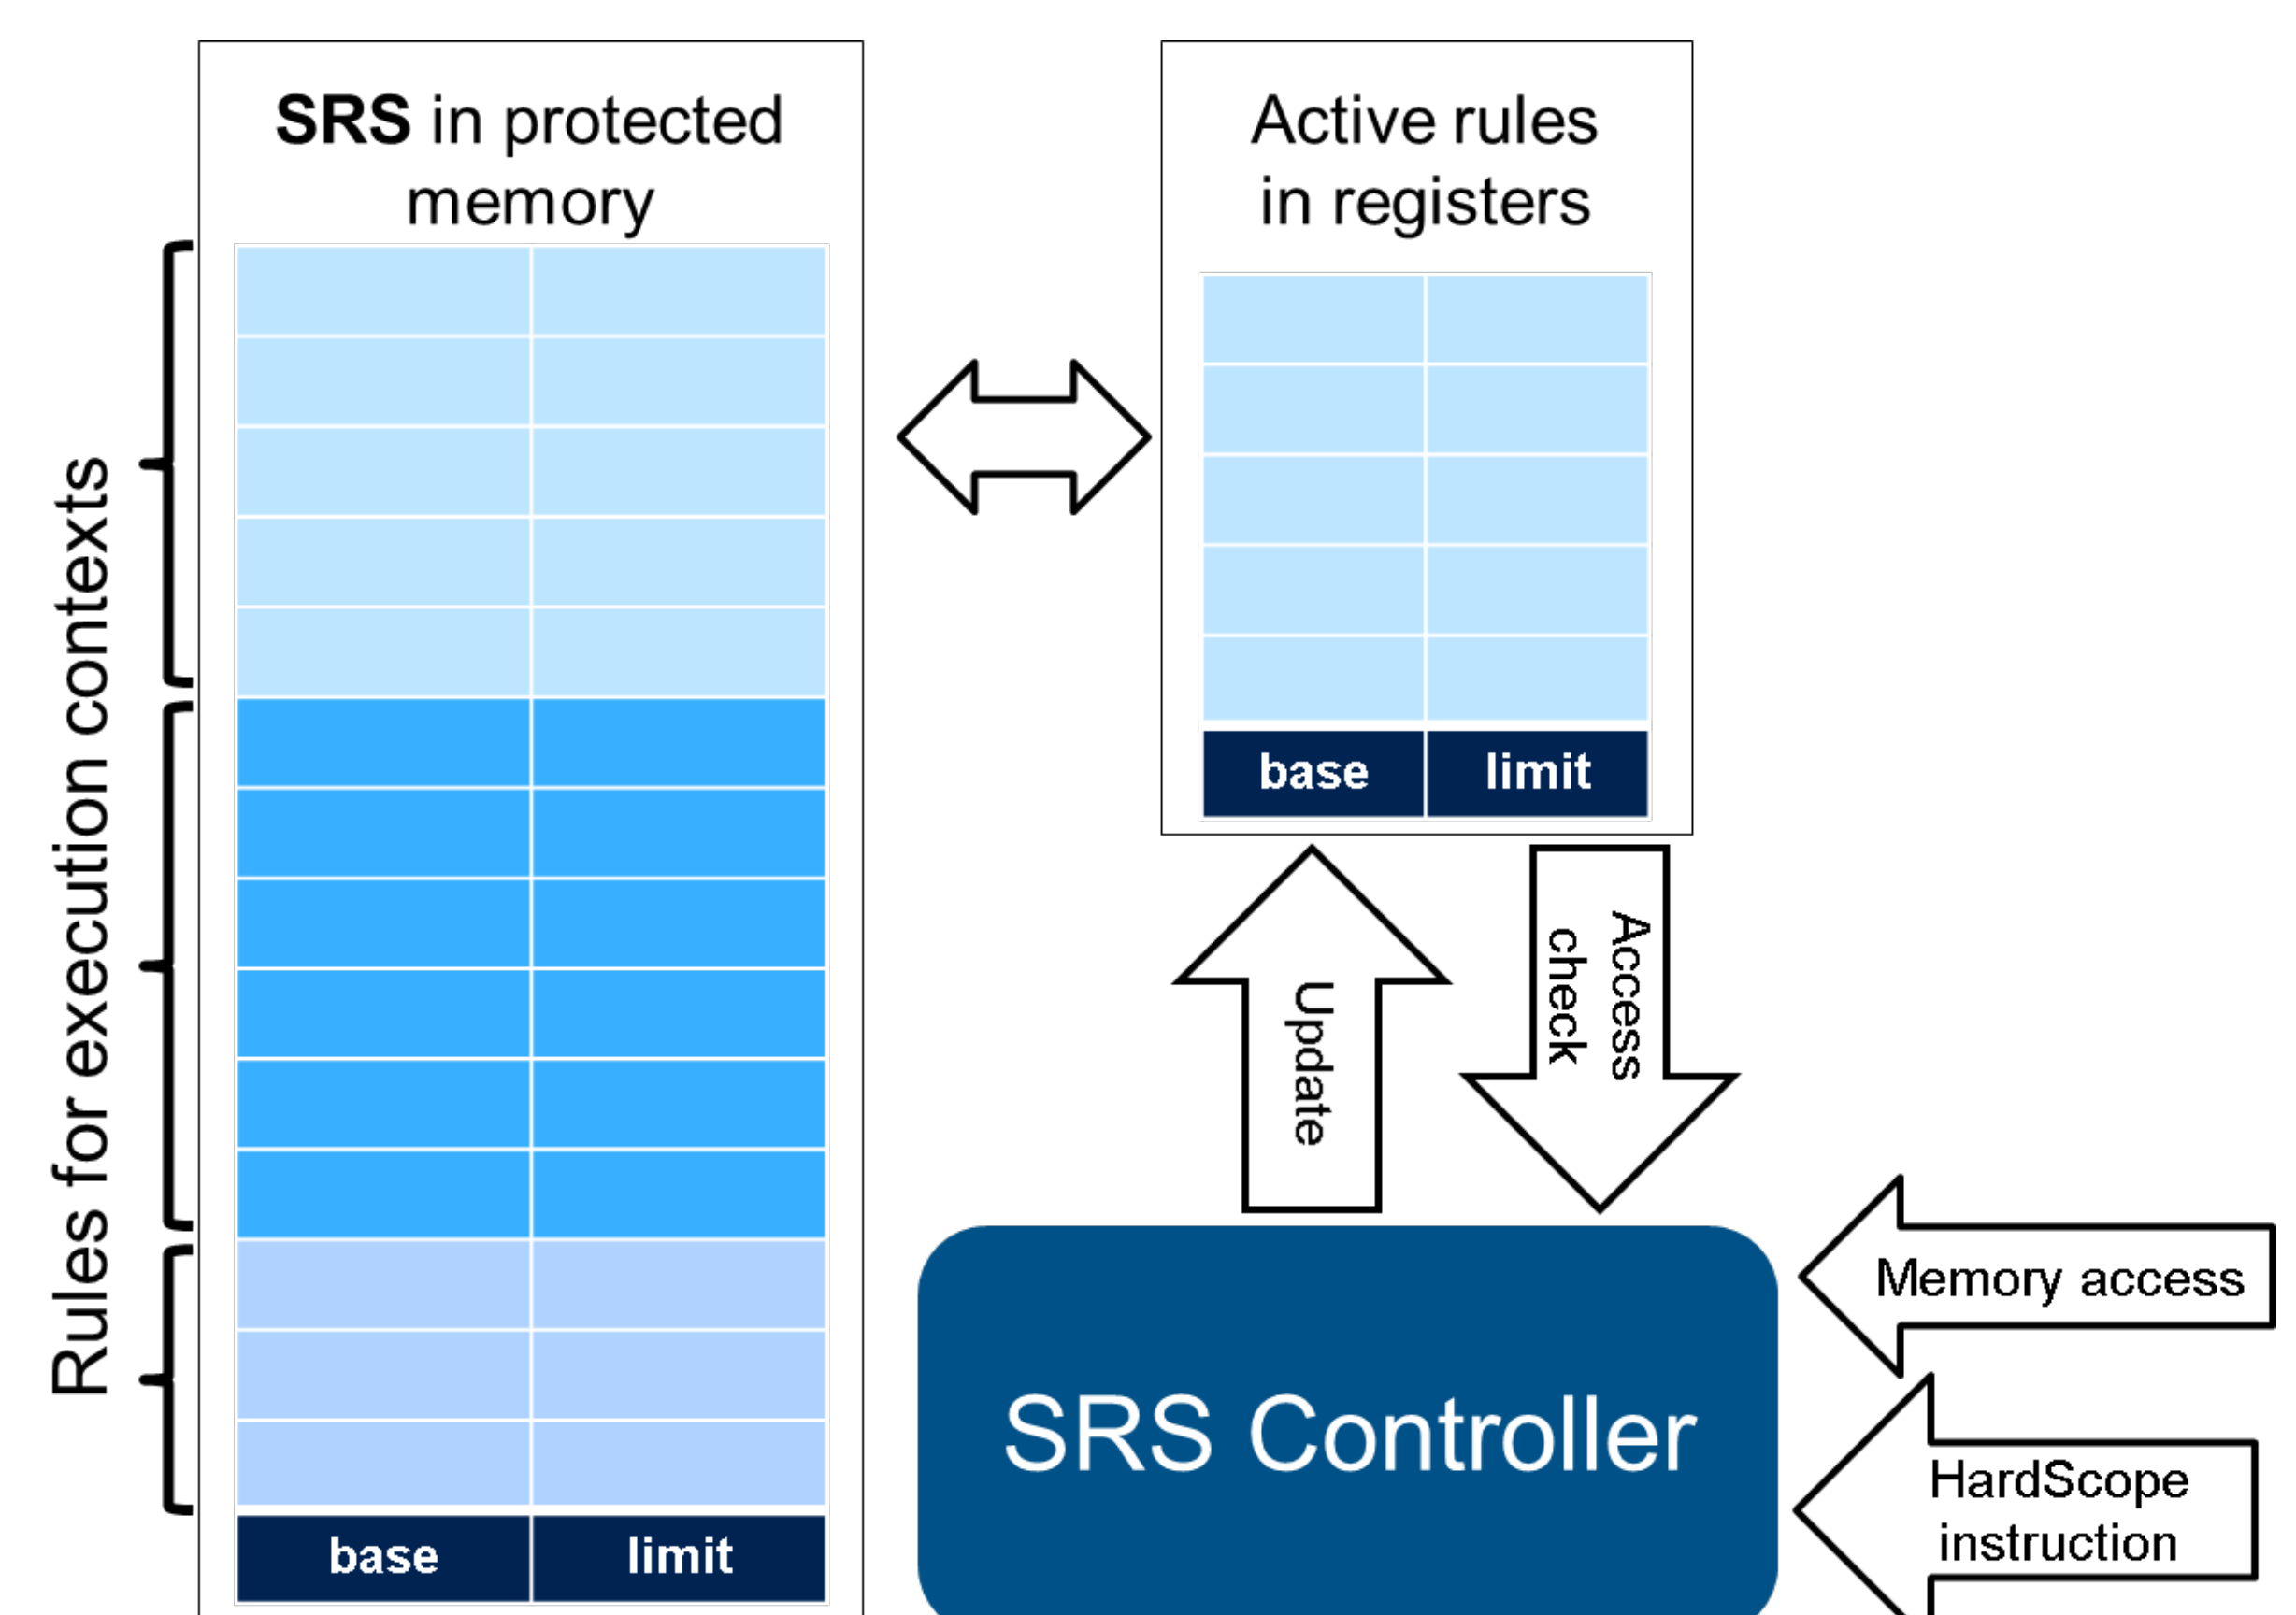 SRS in protected
memory
Active rules
in registers
Rules for execution contexts
base
limit
Update
Access
check
Memory access
SRS Controller
HardScope
instruction
base
limit